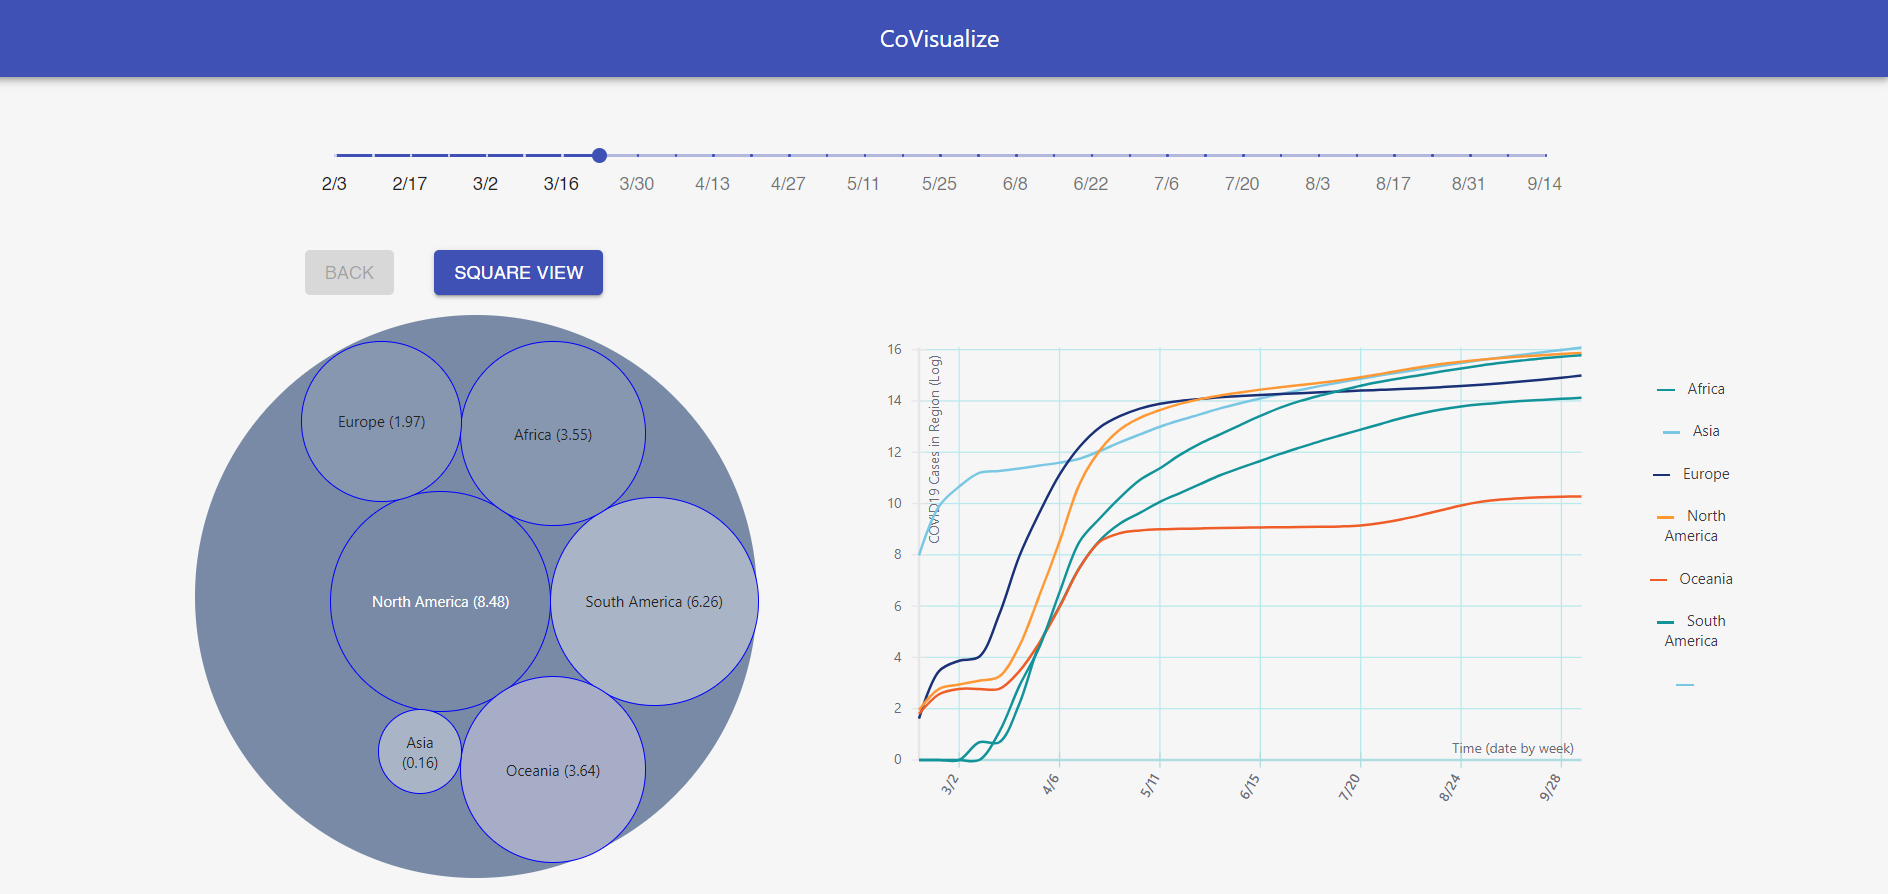 CoVisualize
2/3 2/17 3/2 3/16 3/30 4/13 4/27 5/11 5/25 6/8 6/22 7/6 7/20 8/3 8/17 8/31 9/14
BACK SQUARE VIEW
Europe (1.97)
Africa (3.55)
North America (8.48)
South America (6.26)
Asia
(0.16)
Oceania (3.64)
16
14
12
10
8
6
4
2
0
COVID19 Cases in Region (Log)
Time (date by week)
3/2 4/6 5/11 6/15 7/20 8/24 9/28
Africa
Asia
Europe
North
America
Oceania
South
America